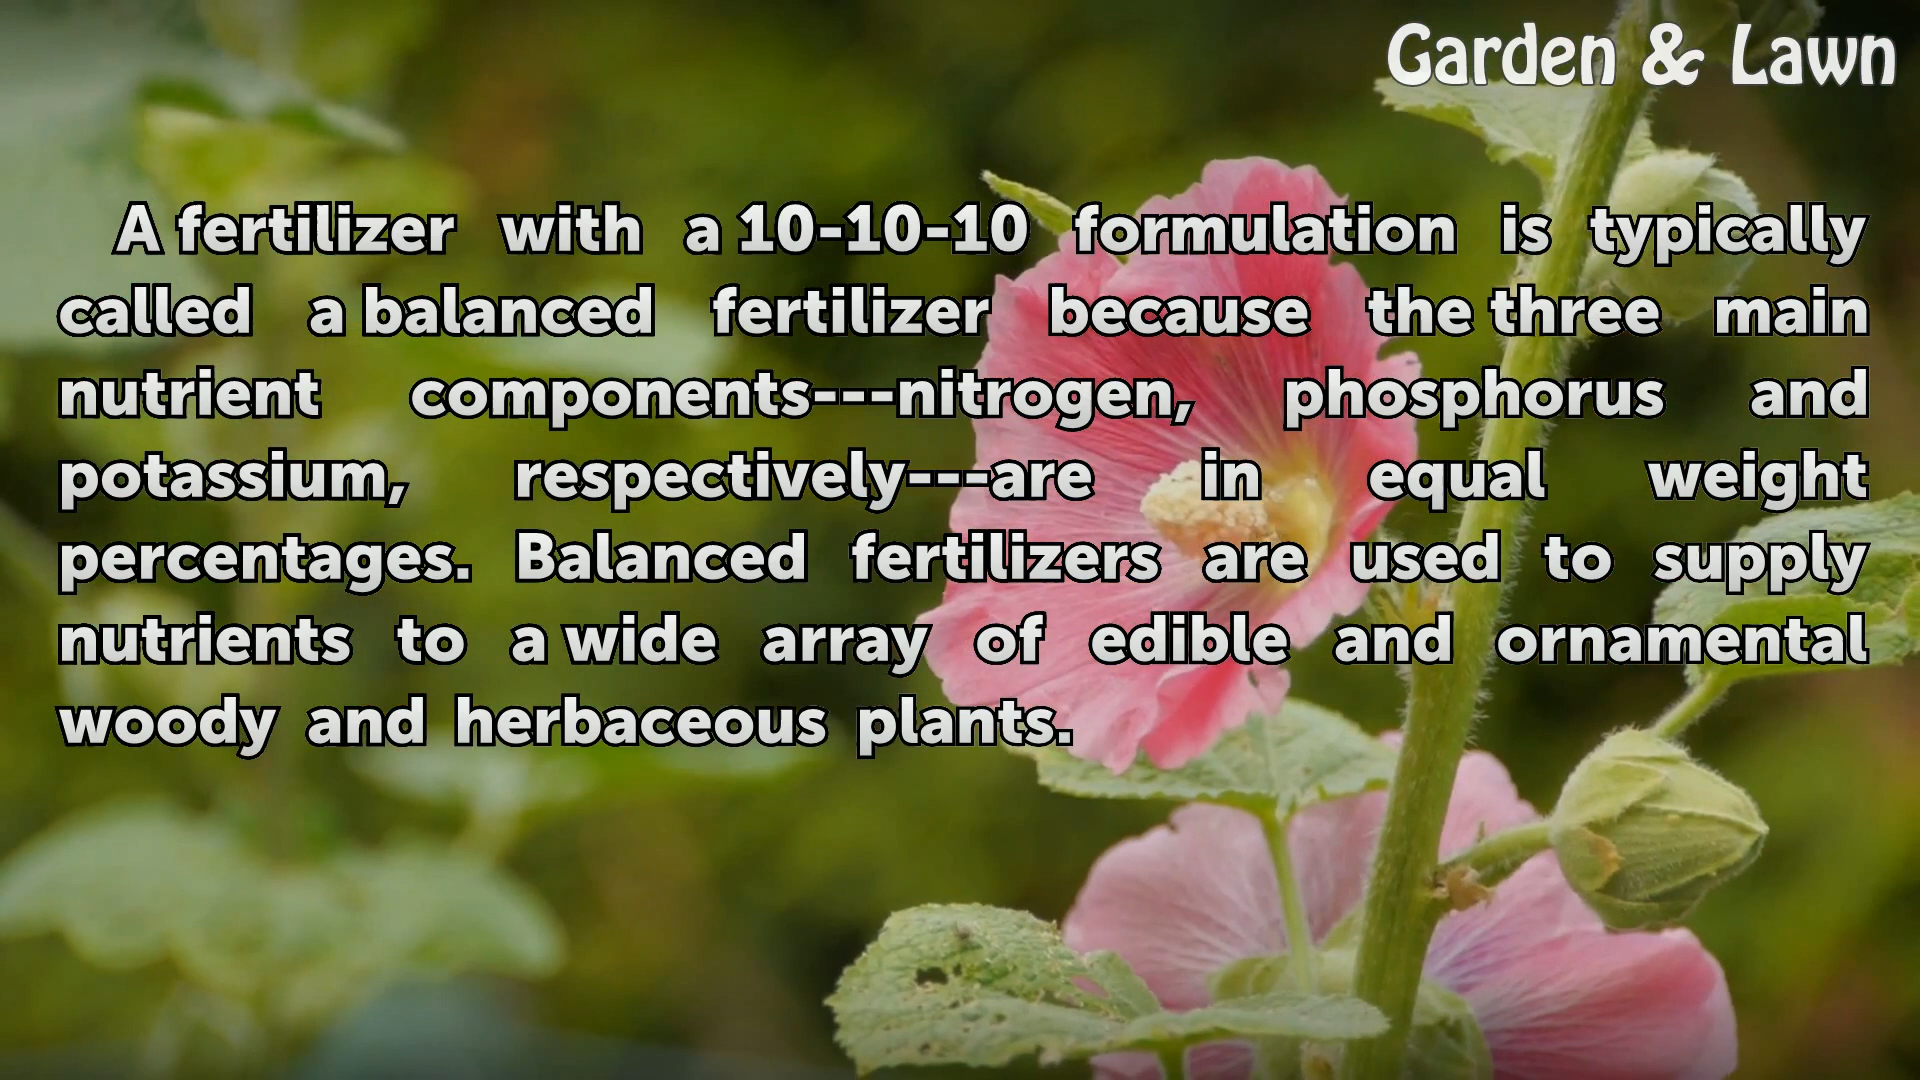 Garden & Lawn
A fertilizer with a 10-10-10 formulation is typically
called a balanced fertilizer because the three main
nutrient components---nitrogen, phosphorus and
potassium, respectively---are in equal weight
percentages. Balanced fertilizers are used to supply
nutrients to a wide array of edible and ornamental
woody and herbaceous plants.